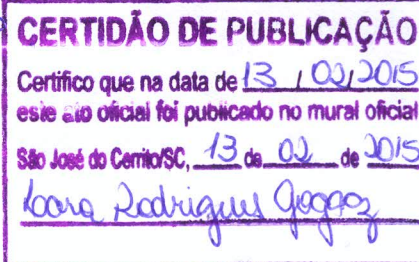 CERTIDÃO DE PUBLICAÇÃO
Certifico que na data de 13 / 02/2015
este ato oficial foi publicado no mural oficial
São José do Cerrito/SC, 13 de 02 de 2015
Rodrigues